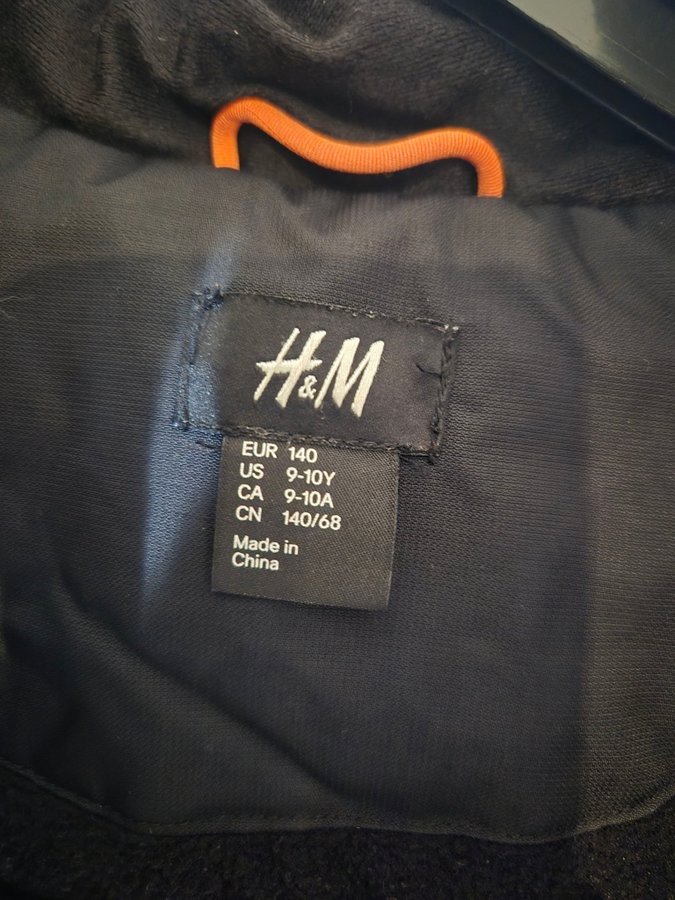 H&M
EUR 140
US 9-10Y
CA 9-10A
CN 140/68
Made in
China